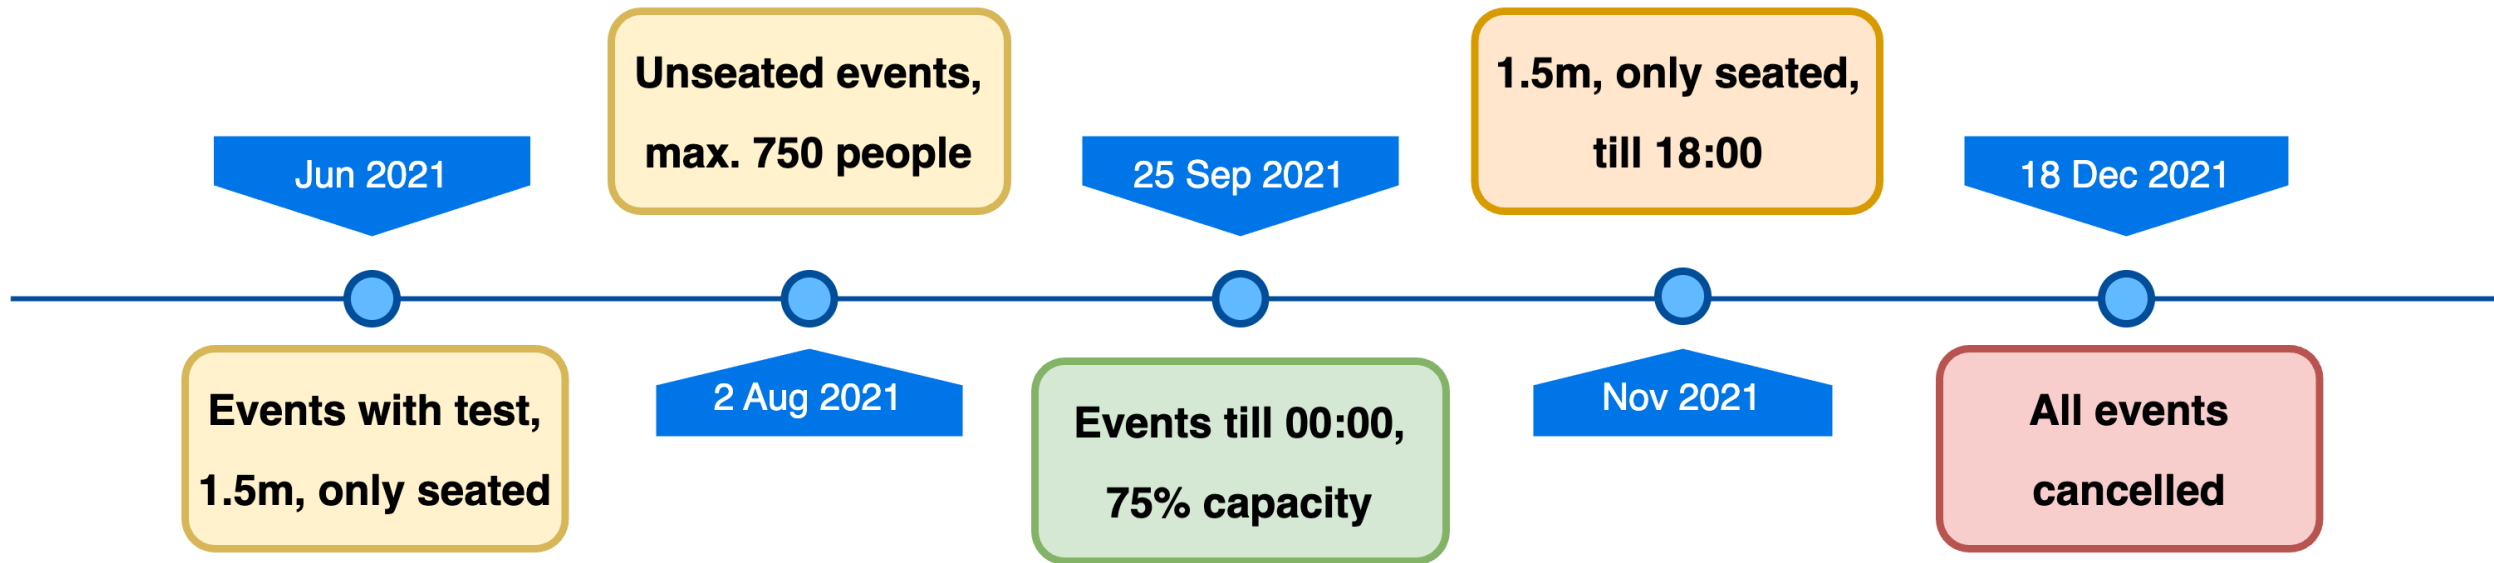 Jun 2021
Events with test,
1.5m, only seated
Unseated events,
max. 750 people
2 Aug 2021
25 Sep 2021
Events till 00:00,
75% capacity
1.5m, only seated,
till 18:00
Nov 2021
18 Dec 2021
All events
cancelled